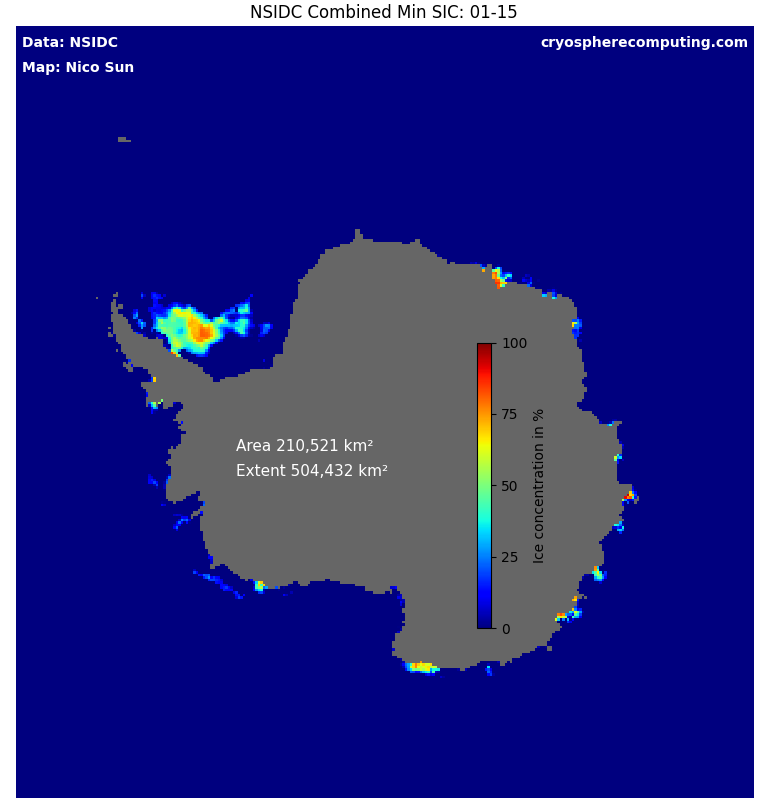 NSIDC Combined Min SIC: 01-15
Data: NSIDC
cryospherecomputing.com
Map: Nico Sun
100
75
Area 210,521 km²
Extent 504,432 km²
50
25
0
Ice concentration in %